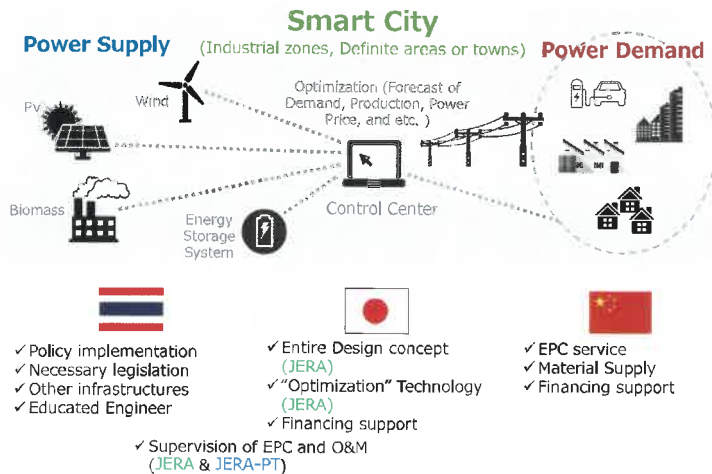 Smart City
Power Supply
(Industrial zones, Definite areas or towns)
Power Demand
Optimization (Forecast of
Demand, Production, Power
Price, and etc. )
PV
Wind
Biomass
Energy
Storage
System
Control Center
✓ Policy implementation
✓ Necessary legislation
✓ Other infrastructures
✓ Educated Engineer
✓ Entire Design concept
(JERA)
✓ "Optimization" Technology
(JERA)
✓ Financing support
✓ EPC service
✓ Material Supply
✓ Financing support
✓ Supervision of EPC and O&M
(JERA & JERA-PT)